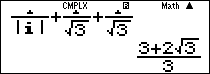 CMPLX R Math ▲
|i| + √3 + √3
3+2√3
3